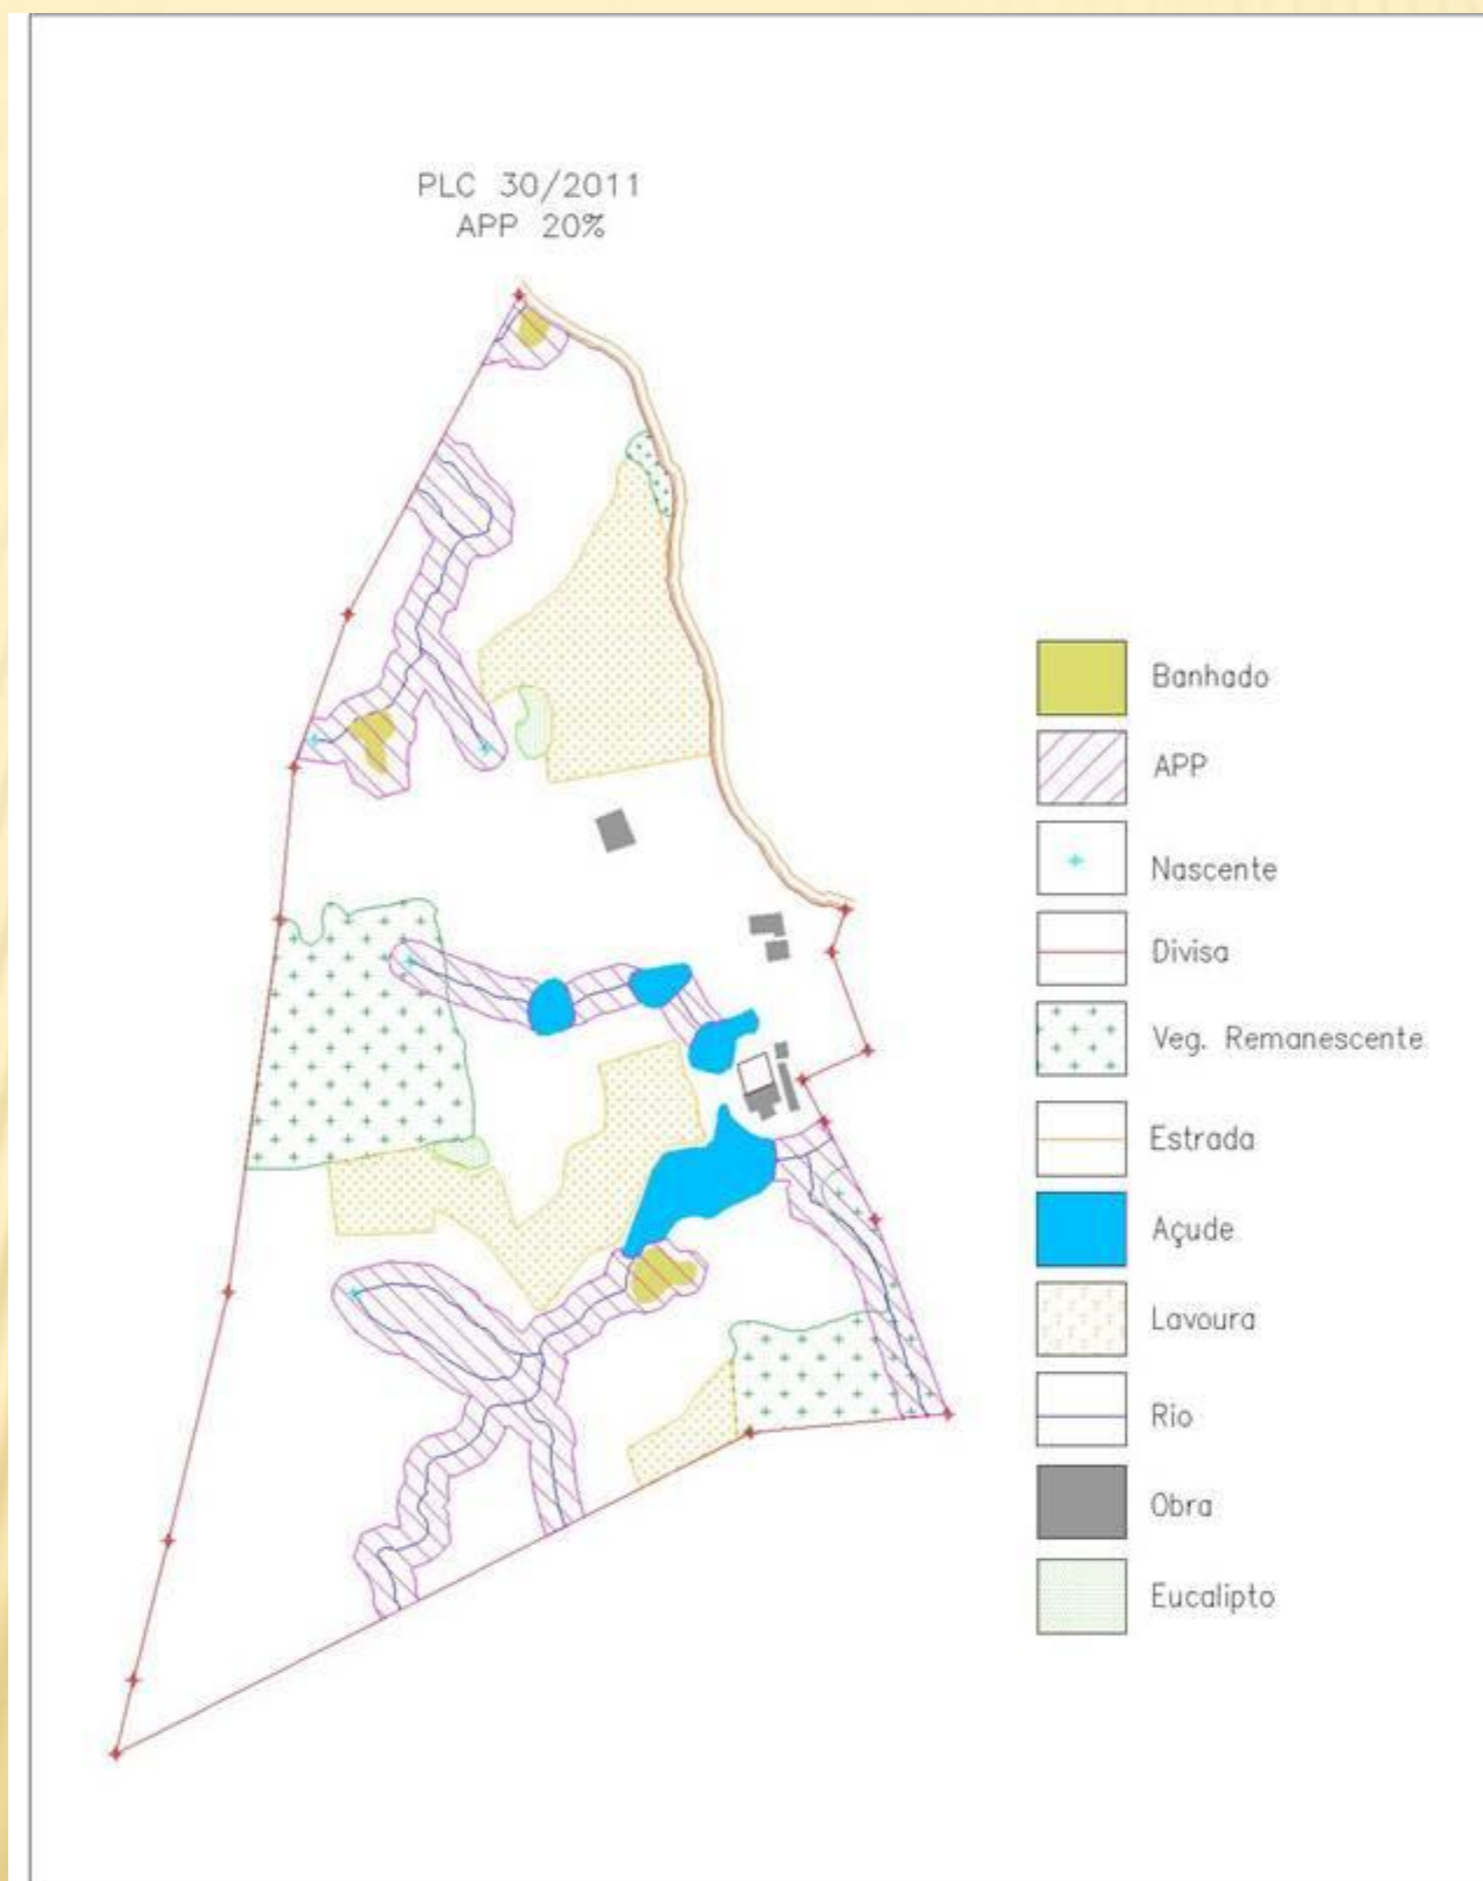 PLC 30/2011
APP 20%
Banhado
APP
Nascente
Divisa
Veg. Remanescente
Estrada
Açude
Lavoura
Rio
Obra
Eucalipto